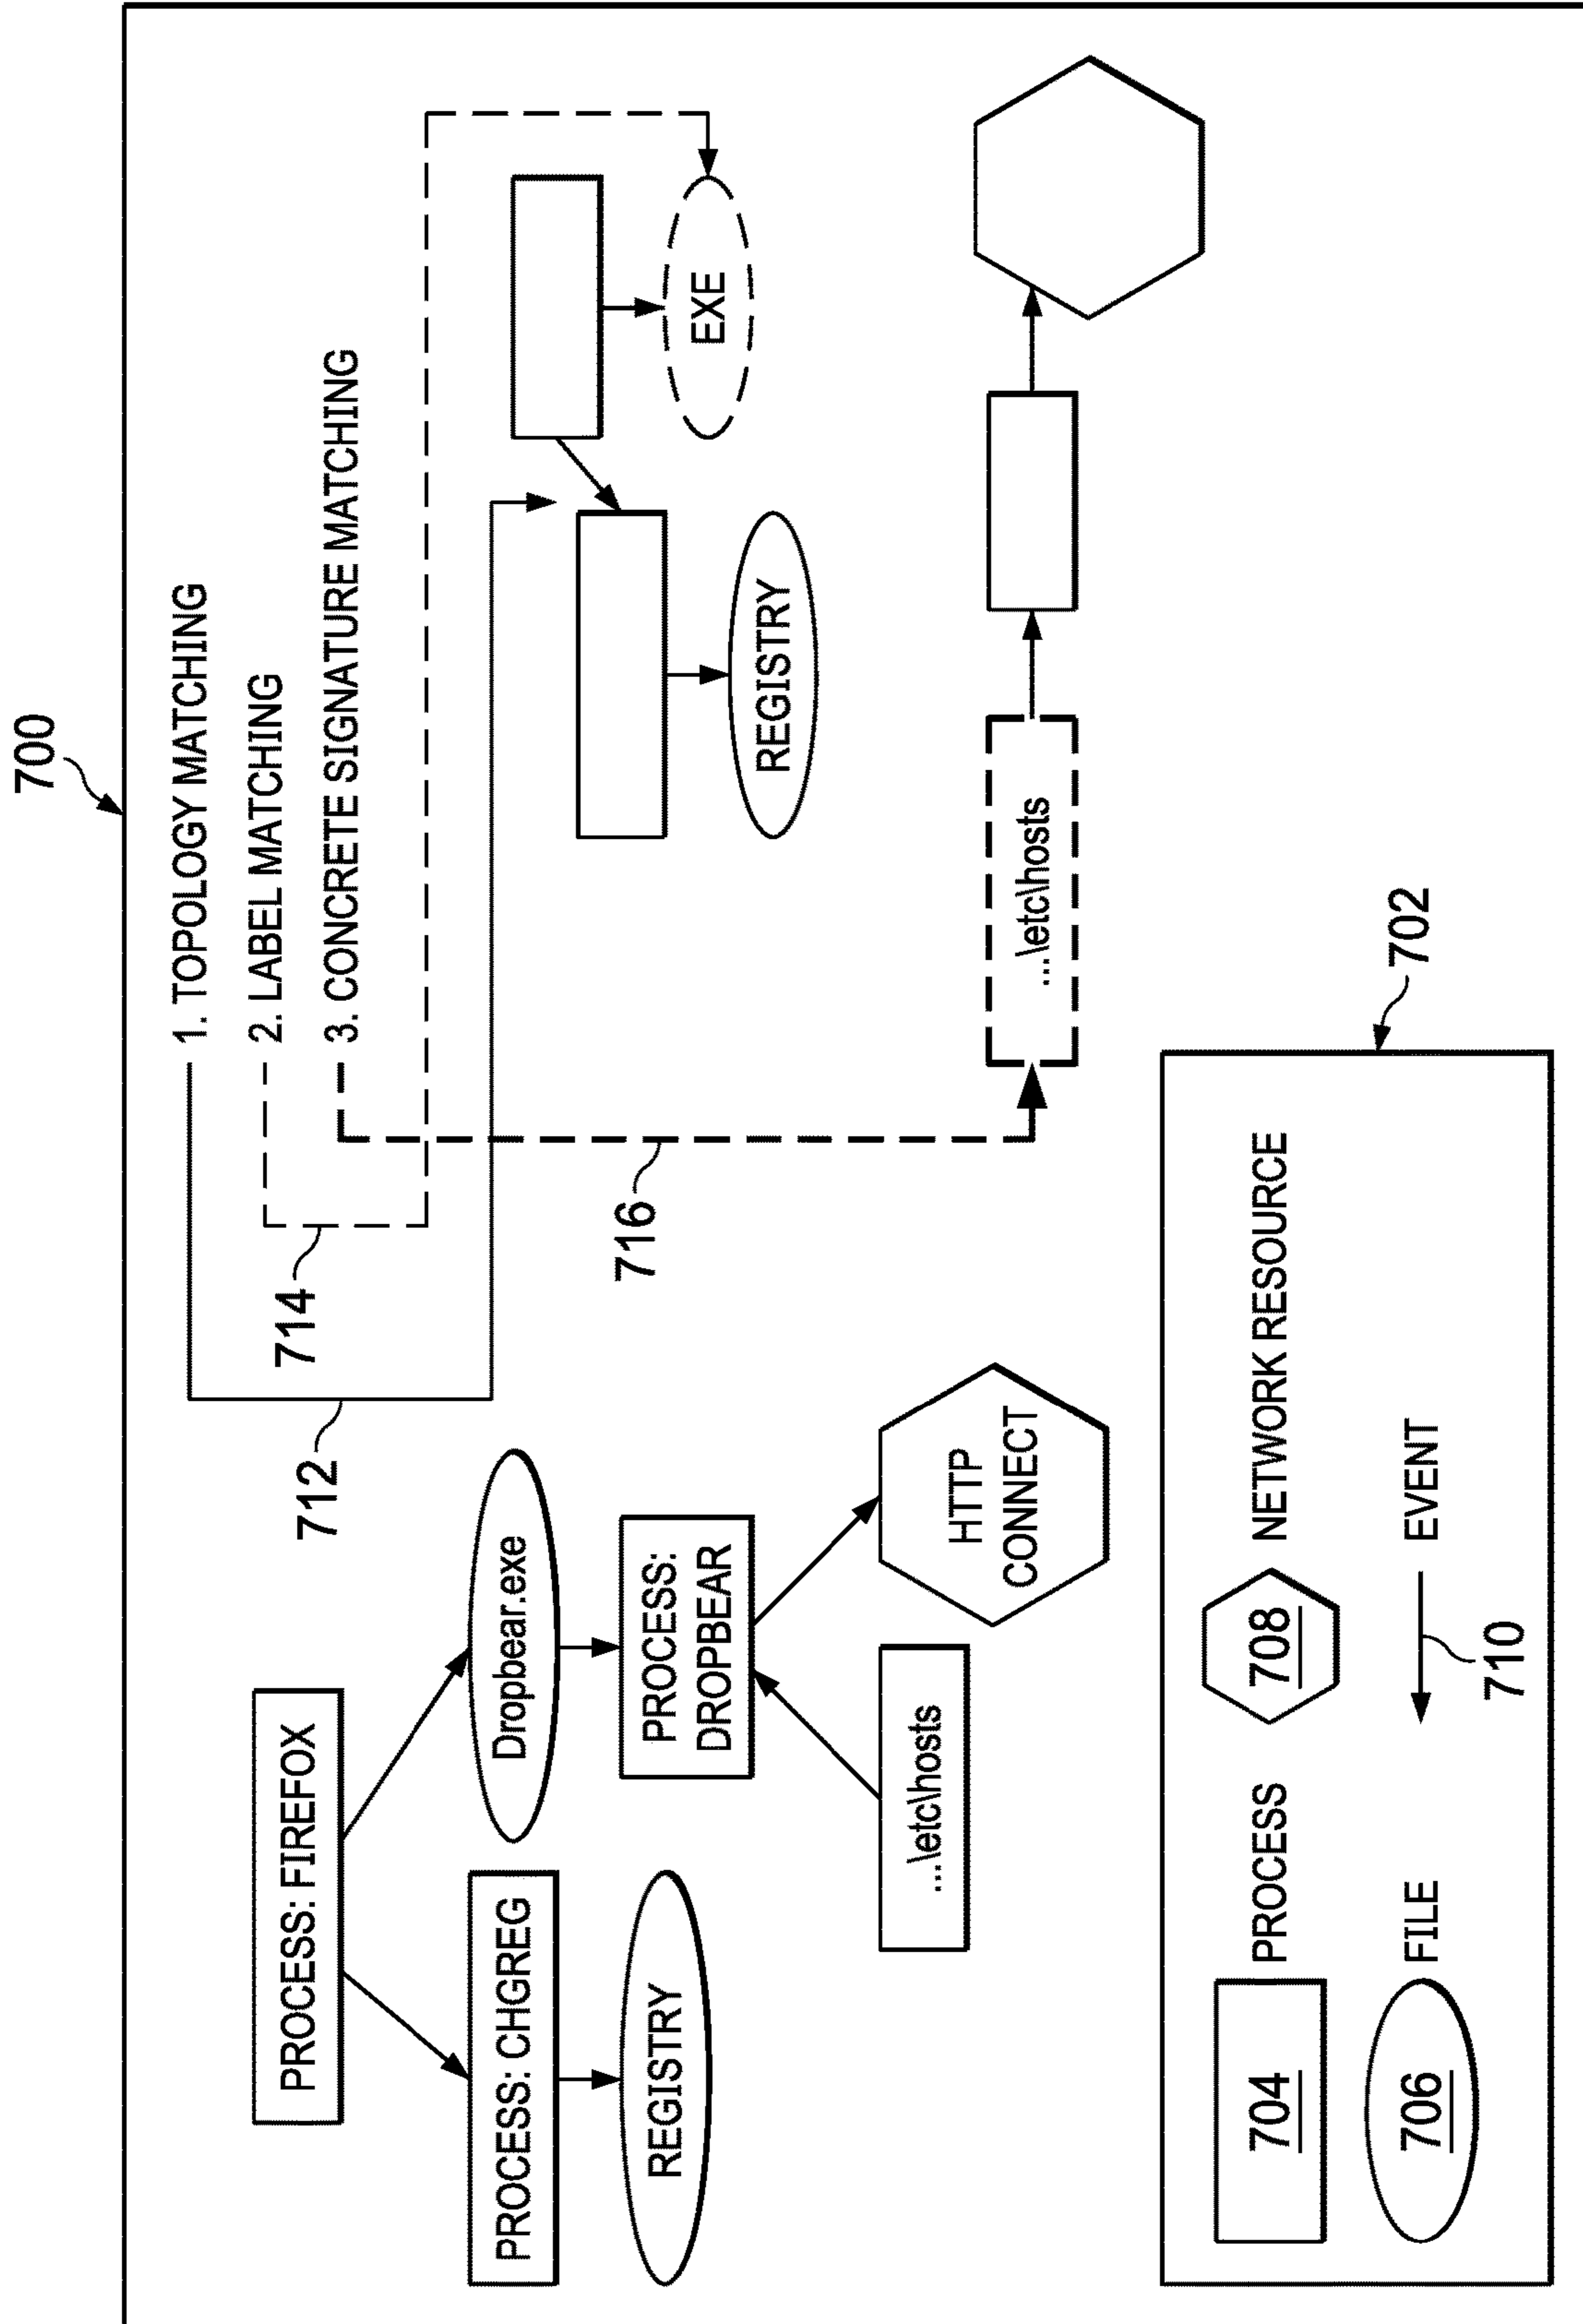 700
1. TOPOLOGY MATCHING
2. LABEL MATCHING
3. CONCRETE SIGNATURE MATCHING
712
714
716
PROCESS: FIREFOX
PROCESS: CHGREG
Dropbear.exe
REGISTRY
PROCESS:
DROPBEAR
...\etc\hosts
HTTP
CONNECT
EXE
REGISTRY
...\etc\hosts
702
704
PROCESS
708
NETWORK RESOURCE
706
FILE
EVENT
710